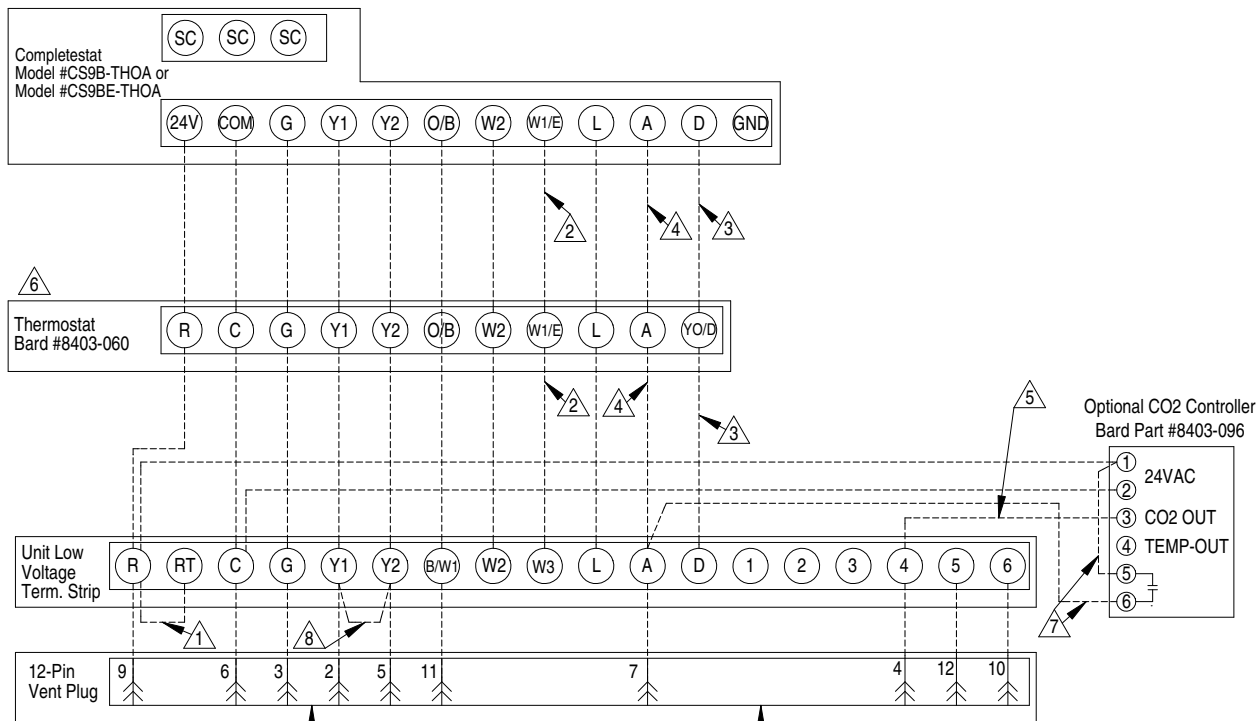 SC SC SC
Completestat
Model #CS9B-THOA or
Model #CS9BE-THOA
24V COM G Y1 Y2 O/B W2 W1/E L A D GND
2 4 3
6
Thermostat
Bard #8403-060
R C G Y1 Y2 O/B W2 W1/E L A YO/D
2 4 3
5
Optional CO2 Controller
Bard Part #8403-096
1
24VAC
2
3 CO2 OUT
4 TEMP-OUT
5
6
7
Unit Low
Voltage
Term. Strip
R RT C G Y1 Y2 B/W1 W2 W3 L A D 1 2 3 4 5 6
1 8
12-Pin
Vent Plug
9 6 3 2 5 11 7 4 12 10